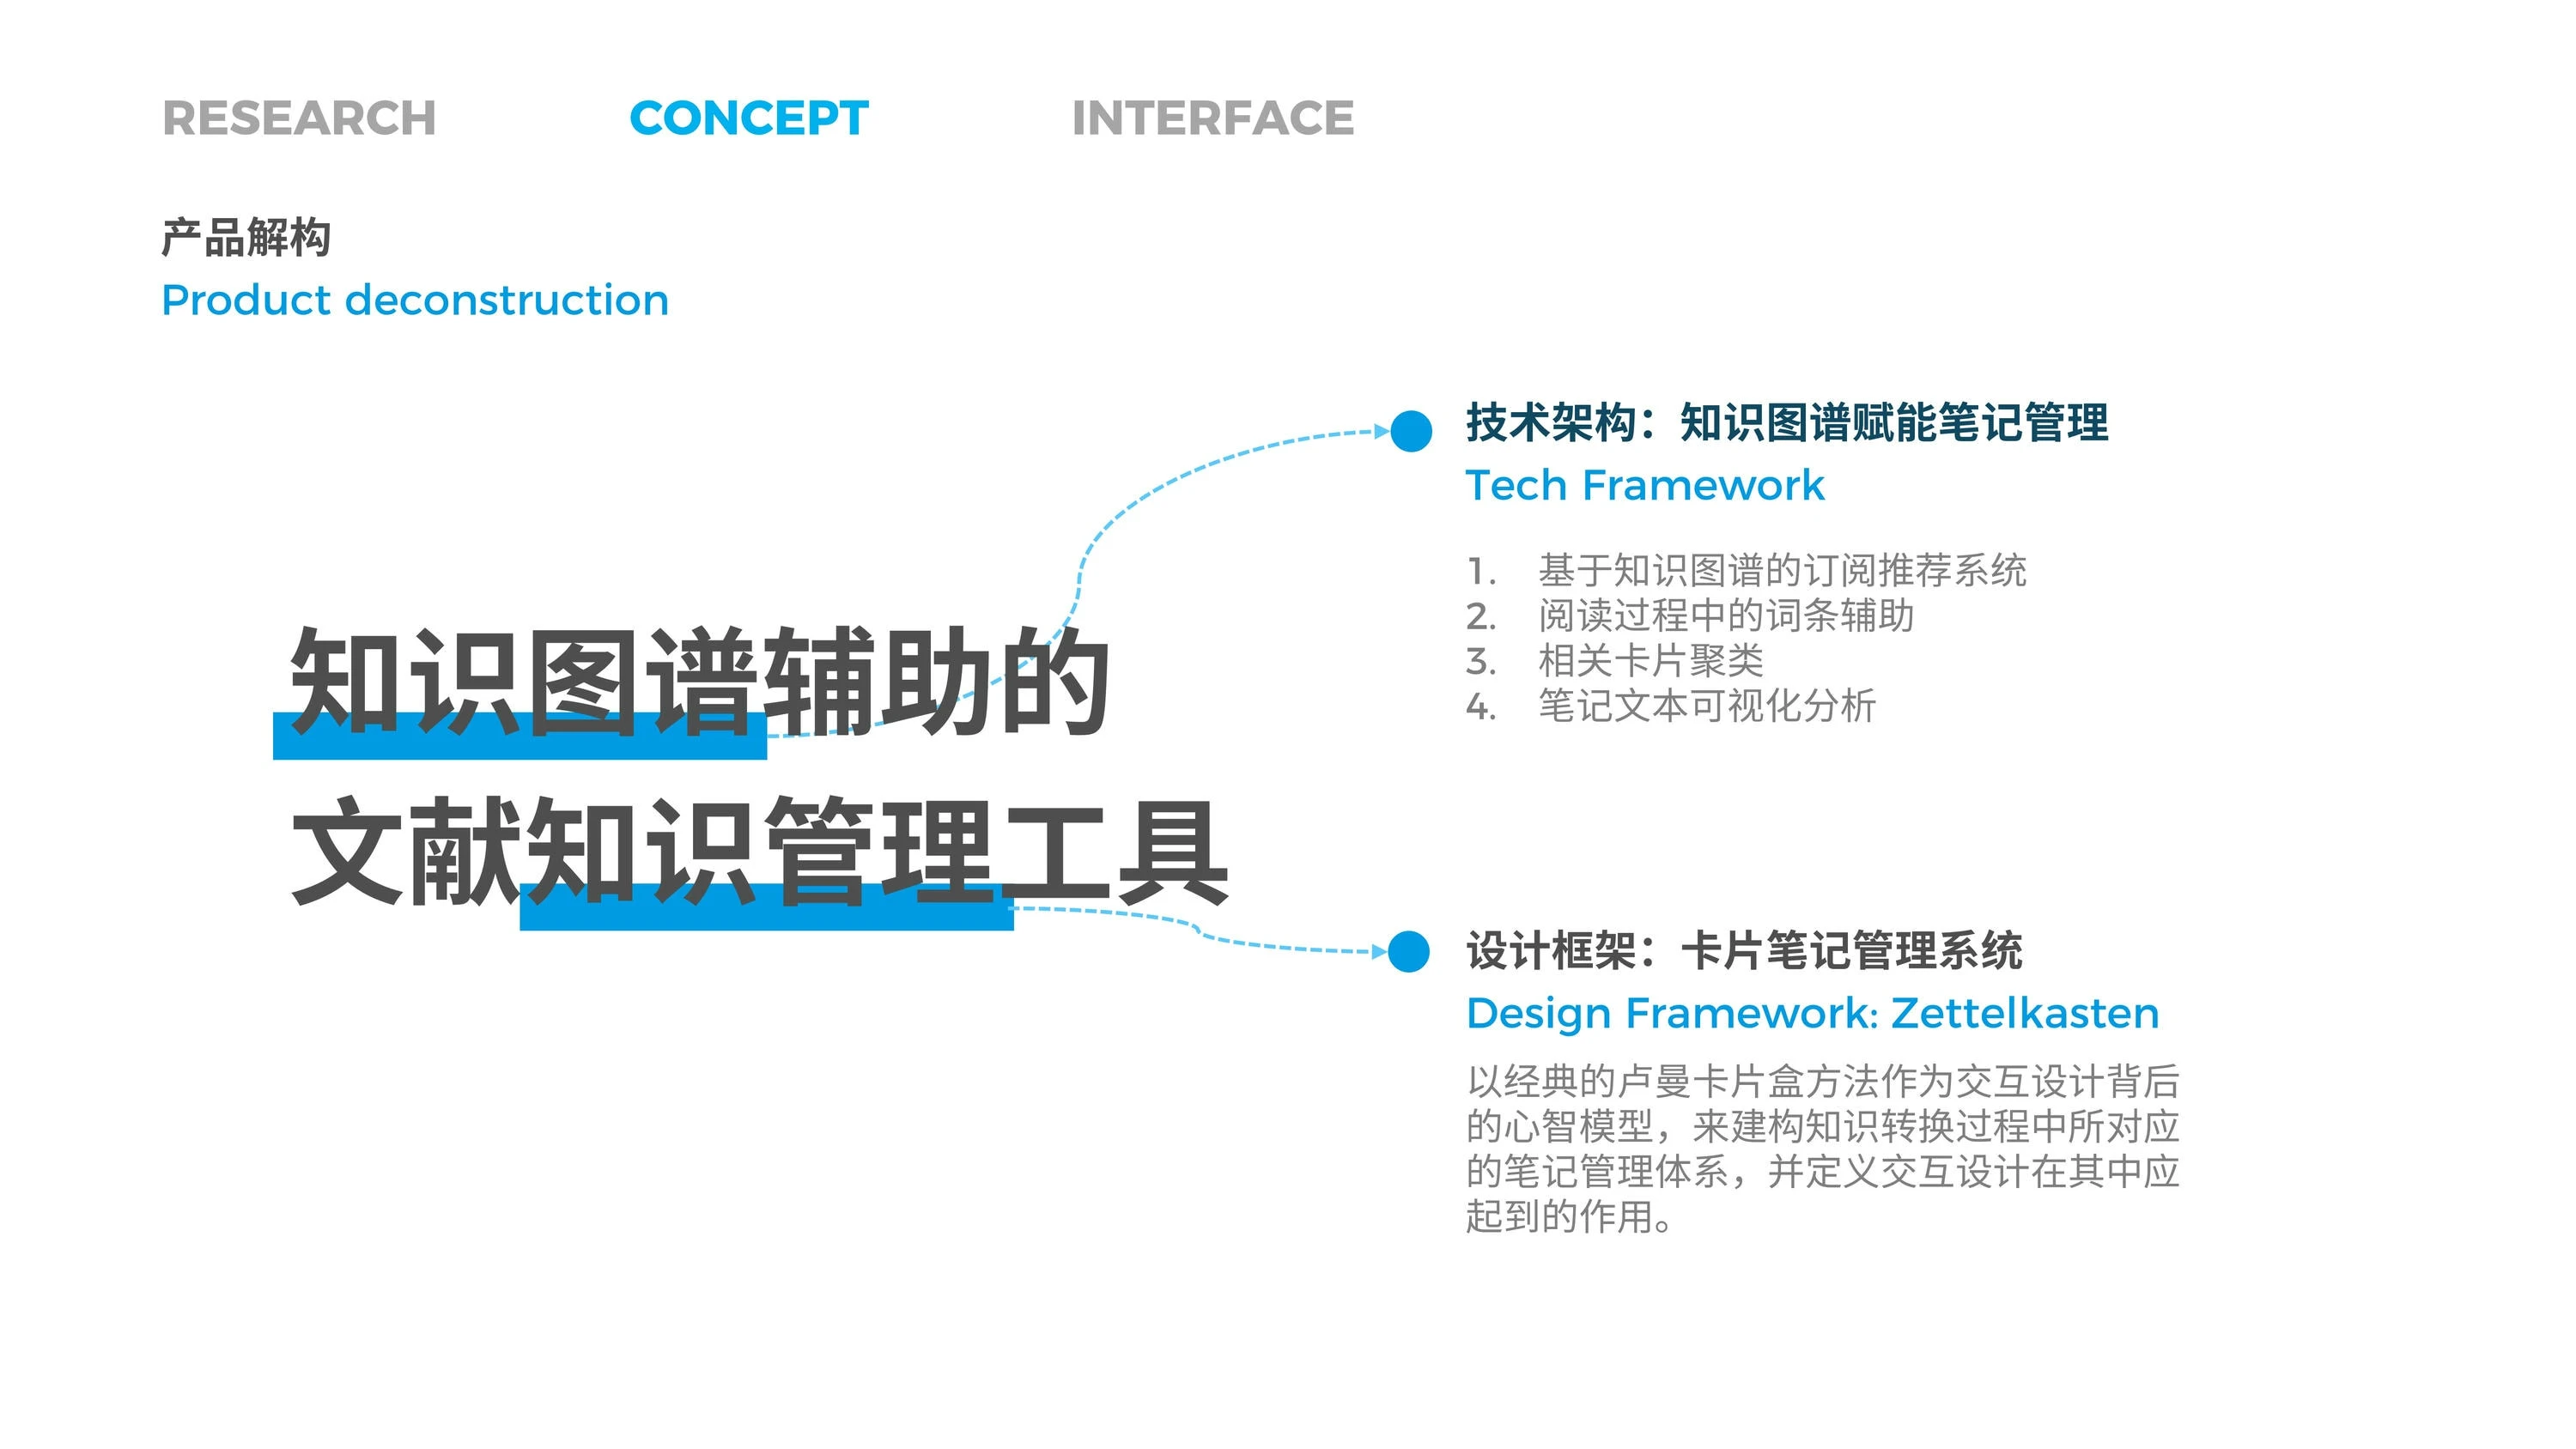 RESEARCH CONCEPT INTERFACE
产品解构
Product deconstruction
知识图谱辅助的
文献知识管理工具
技术架构：知识图谱赋能笔记管理
Tech Framework
1. 基于知识图谱的订阅推荐系统
2. 阅读过程中的词条辅助
3. 相关卡片聚类
4. 笔记文本可视化分析
设计框架：卡片笔记管理系统
Design Framework: Zettelkasten
以经典的卢曼卡片盒方法作为交互设计背后
的心智模型，来建构知识转换过程中所对应
的笔记管理体系，并定义交互设计在其中应
起到的作用。